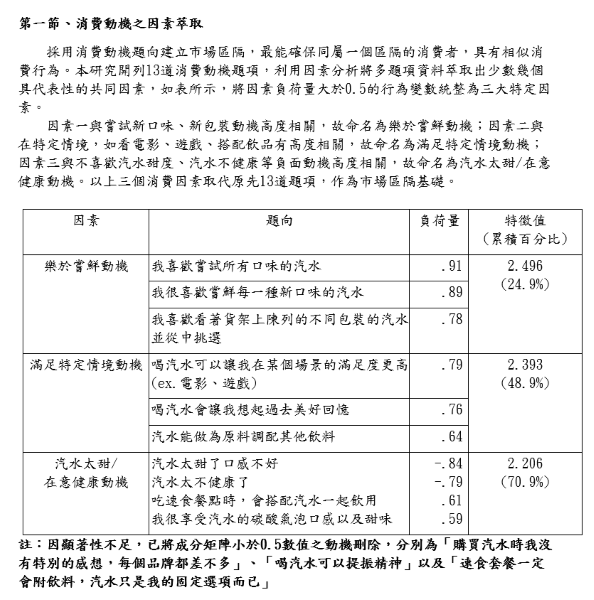 第一節、消費動機之因素萃取
採用消費動機題向建立市場區隔，最能確保同屬一個區隔的消費者，具有相似消
費行為。本研究開列13道消費動機題項，利用因素分析將多題項資料萃取出少數幾個
具代表性的共同因素，如表所示，將因素負荷量大於0.5的行為變數統整為三大特定因
素。
因素一與嘗試新口味、新包裝動機高度相關，故命名為樂於嘗鮮動機；因素二與
在特定情境，如看電影、遊戲、搭配飲品有高度相關，故命名為滿足特定情境動機；
因素三與不喜歡汽水甜度、汽水不健康等負面動機高度相關，故命名為汽水太甜/在意
健康動機。以上三個消費因素取代原先13道題項，作為市場區隔基礎。
因素 題向 負荷量 特徵值
（累積百分比）
樂於嘗鮮動機 我喜歡嘗試所有口味的汽水 .91 2.496
(24.9%)
我很喜歡嘗鮮每一種新口味的汽水 .89
我喜歡看著貨架上陳列的不同包裝的汽水 .78
並從中挑選
滿足特定情境動機 喝汽水可以讓我在某個場景的滿足度更高 .79 2.393
(ex.電影、遊戲) (48.9%)
喝汽水會讓我想起過去美好回憶 .76
汽水能做為原料調配其他飲料 .64
汽水太甜/ 汽水太甜了口感不好 -.84 2.206
在意健康動機 汽水太不健康了 -.79 (70.9%)
吃速食餐點時，會搭配汽水一起飲用 .61
我很享受汽水的碳酸氣泡口感以及甜味 .59
註：因顯著性不足，已將成分矩陣小於0.5數值之動機刪除，分別為「購買汽水時我沒
有特別的感想，每個品牌都差不多」、「喝汽水可以提振精神」以及「速食套餐一定
會附飲料，汽水只是我的固定選項而已」